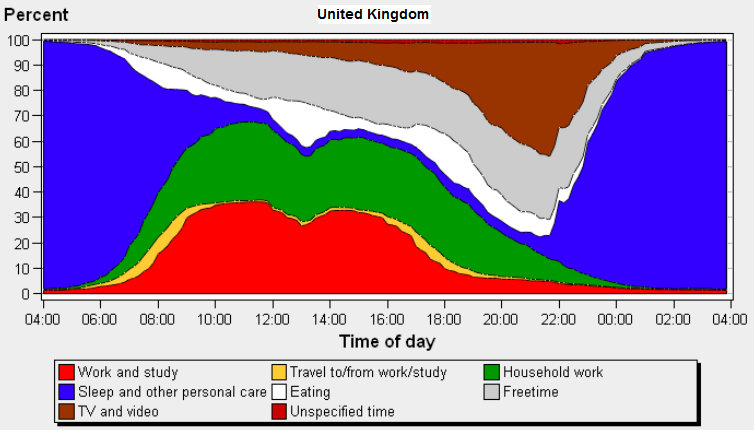 Percent
United Kingdom
100
90
80
70
60
50
40
30
20
10
0
04:00 06:00 08:00 10:00 12:00 14:00 16:00 18:00 20:00 22:00 00:00 02:00 04:00
Time of day
Work and study Travel to/from work/study Household work
Sleep and other personal care Eating Freetime
TV and video Unspecified time